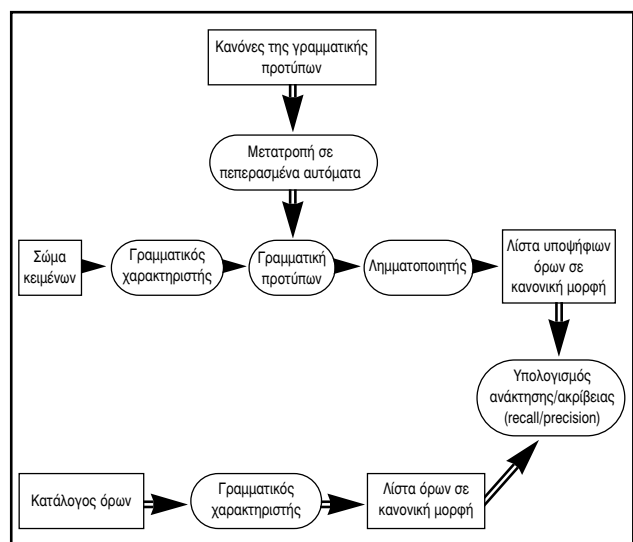 Κανόνες της γραμματικής
προτύπων
Μετατροπή σε
πεπερασμένα αυτόματα
Σώμα
κειμένων
Γραμματικός
χαρακτηριστής
Γραμματική
προτύπων
Λημματοποιητής
Λίστα υποψήφιων
όρων σε
κανονική μορφή
Υπολογισμός
ανάκτησης/ακρίβειας
(recall/precision)
Κατάλογος όρων
Γραμματικός
χαρακτηριστής
Λίστα όρων σε
κανονική μορφή